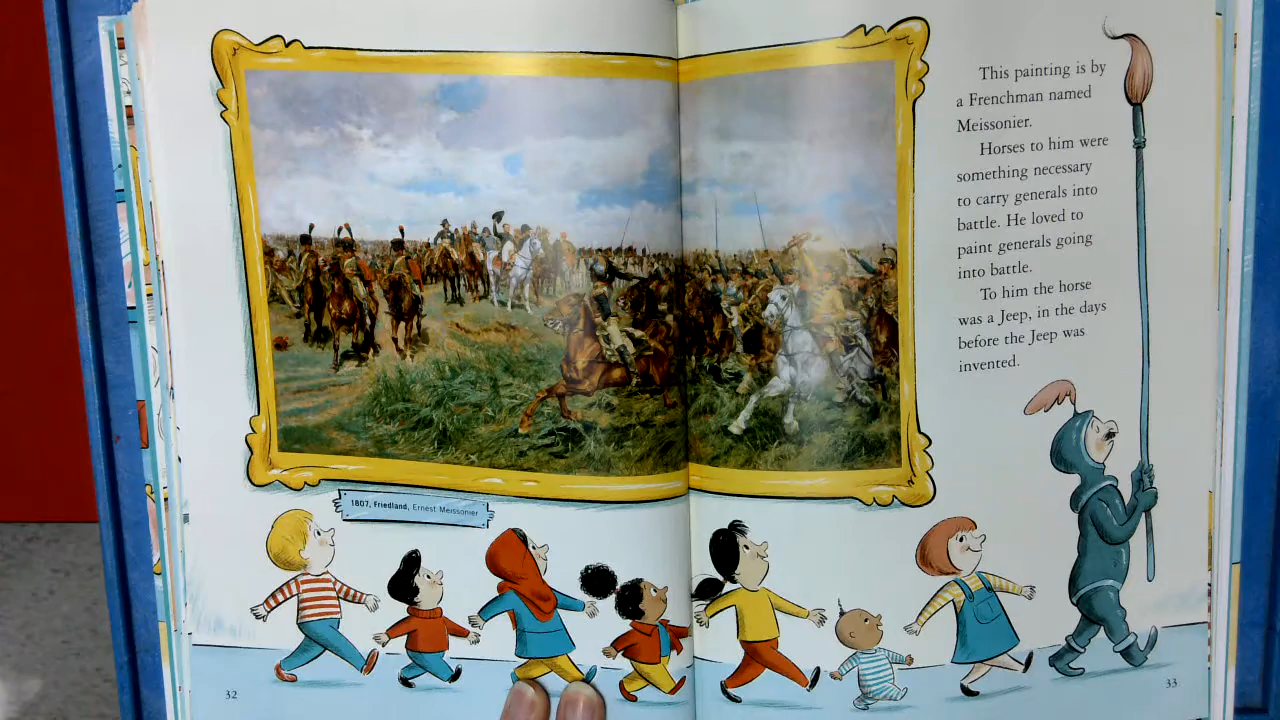 This painting is by
a Frenchman named
Meissonier.
Horses to him were
something necessary
to carry generals into
battle. He loved to
paint generals going
into battle.
To him the horse
was a Jeep, in the days
before the Jeep was
invented.
1807, Friedland, Ernest Meissonier
32
33